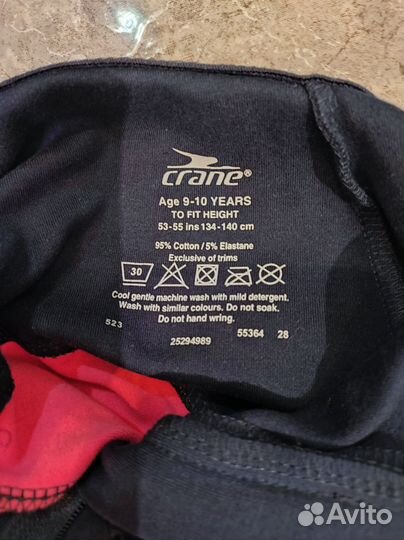 crane®
Age 9-10 YEARS
TO FIT HEIGHT
53-55 ins 134-140 cm
95% Cotton / 5% Elastane
Exclusive of trims
30
Cool gentle machine wash with mild detergent.
Wash with similar colours. Do not soak.
Do not hand wring.
523 55364 28
25294989
Avito